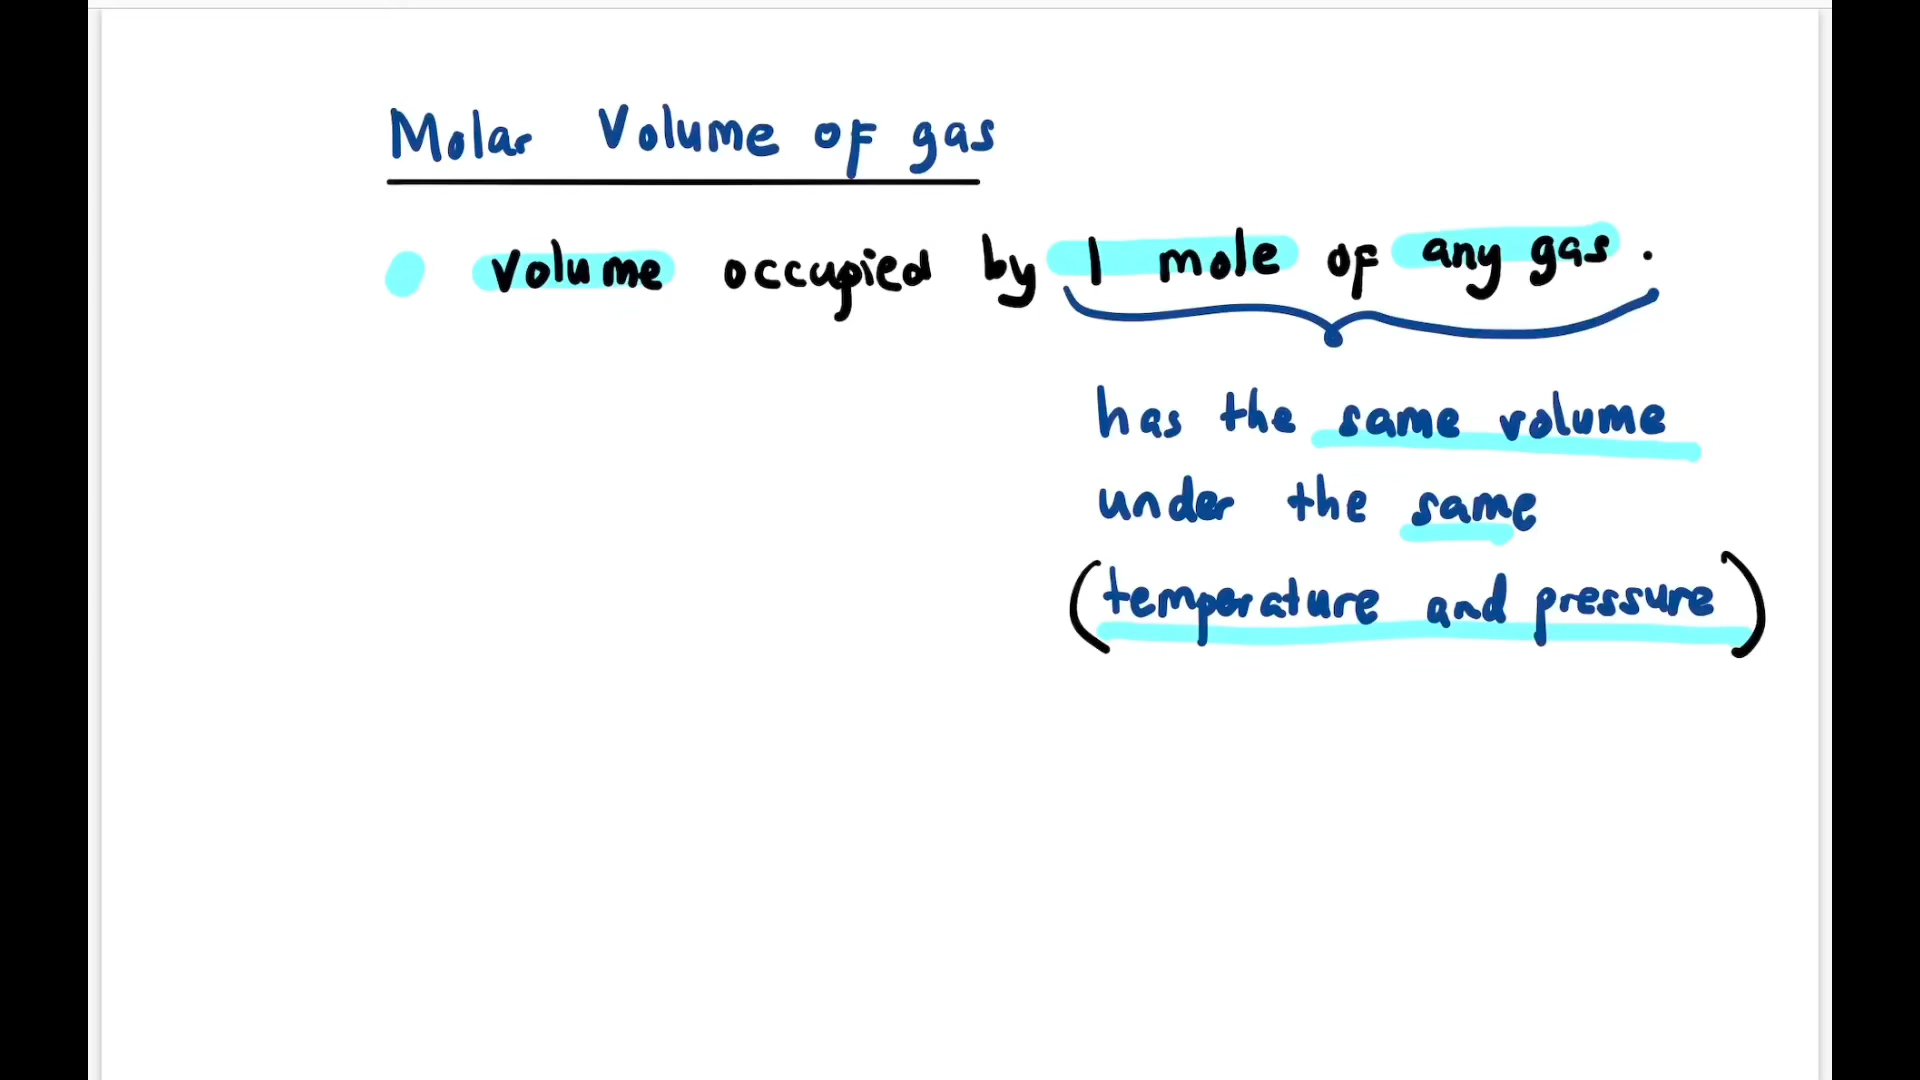 Molar Volume of gas
Volume occupied by 1 mole of any gas.
has the same volume
under the same
(temperature and pressure)